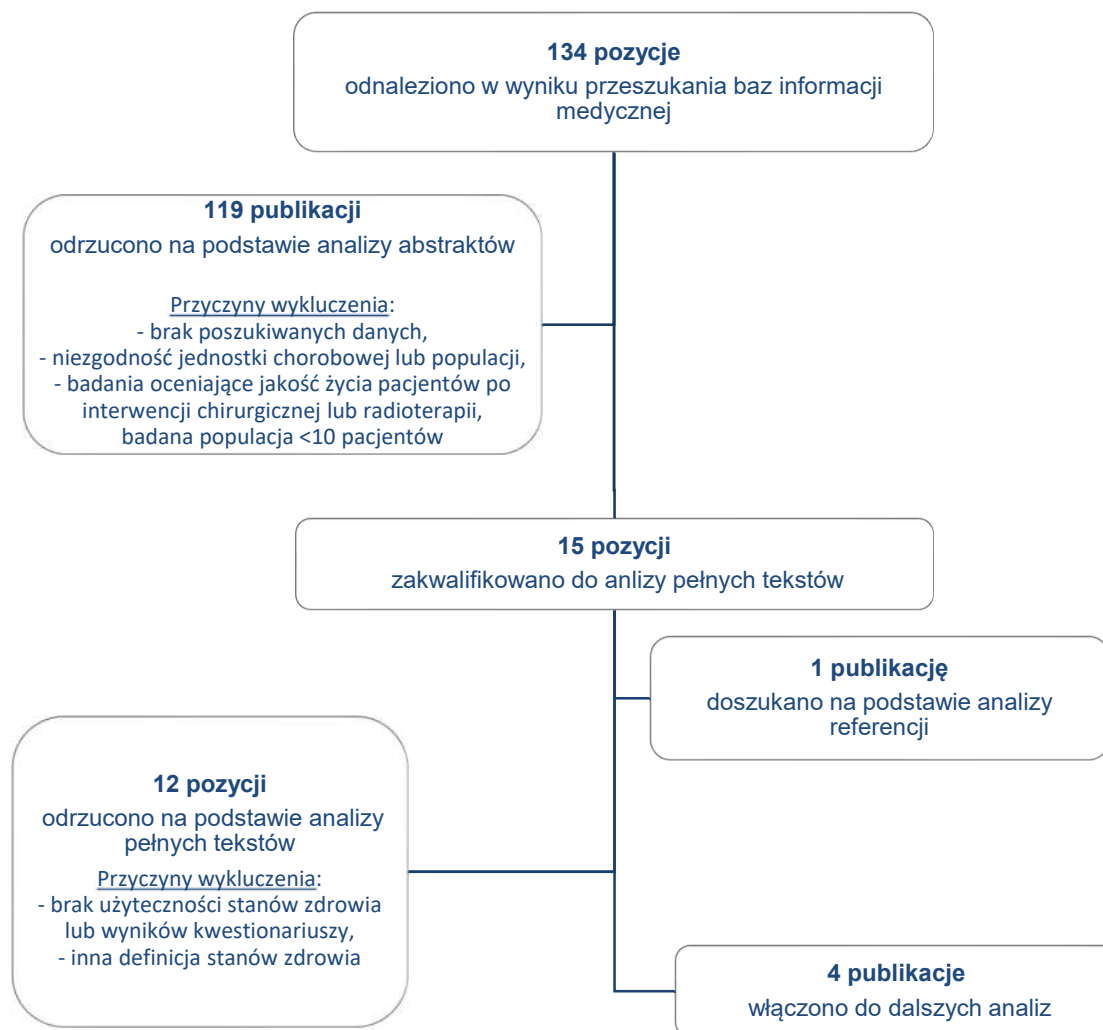 134 pozycje
odnaleziono w wyniku przeszukania baz informacji
medycznej
119 publikacji
odrzucono na podstawie analizy abstraktów
Przyczyny wykluczenia:
- brak poszukiwanych danych,
- niezgodność jednostki chorobowej lub populacji,
- badania oceniające jakość życia pacjentów po
interwencji chirurgicznej lub radioterapii,
badana populacja <10 pacjentów
15 pozycji
zakwalifikowano do anlizy pełnych tekstów
1 publikację
doszukano na podstawie analizy
referencji
12 pozycji
odrzucono na podstawie analizy
pełnych tekstów
Przyczyny wykluczenia:
- brak użyteczności stanów zdrowia
lub wyników kwestionariuszy,
- inna definicja stanów zdrowia
4 publikacje
włączono do dalszych analiz